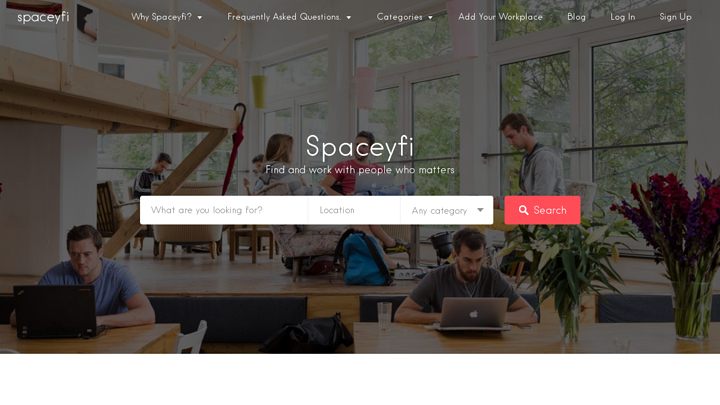 spaceyfi
Why Spaceyfi?
Frequently Asked Questions.
Categories
Add Your Workplace
Blog
Log In
Sign Up
Spaceyfi
Find and work with people who matters
What are you looking for?
Location
Any category
Search